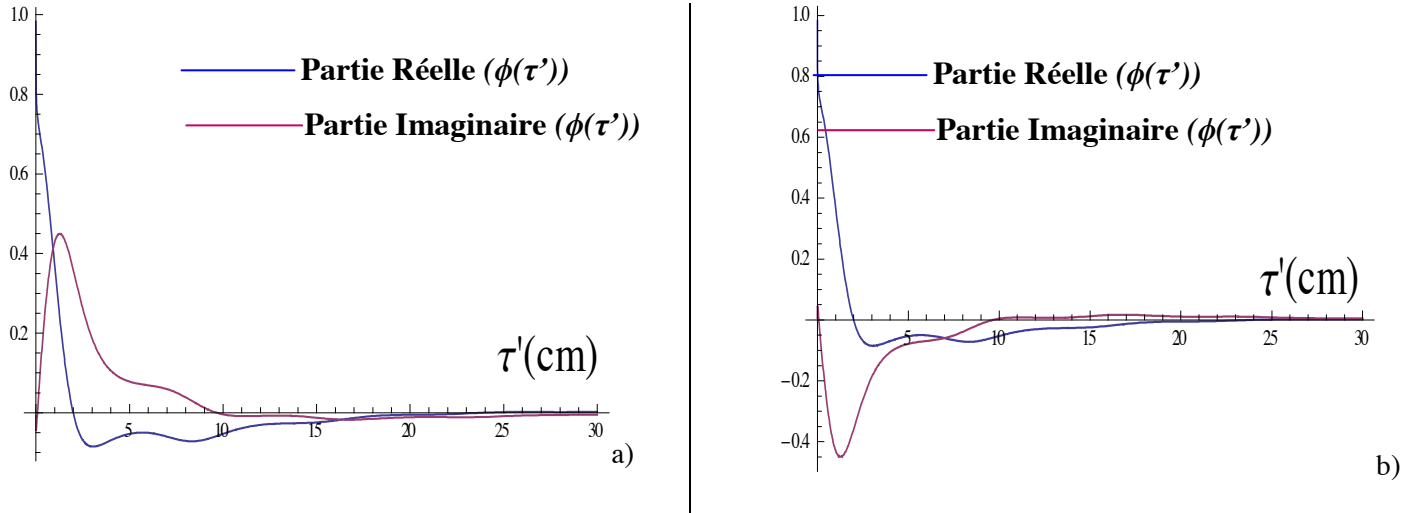 1.0
Partie Réelle (ϕ(τ’))
0.8
Partie Imaginaire (ϕ(τ’))
0.6
0.4
τ'(cm)
0.2
5 10 15 20 25 30
a)
1.0
Partie Réelle (ϕ(τ’))
0.8
Partie Imaginaire (ϕ(τ’))
0.6
0.4
τ'(cm)
0.2
5 10 15 20 25 30
−0.2
−0.4
b)